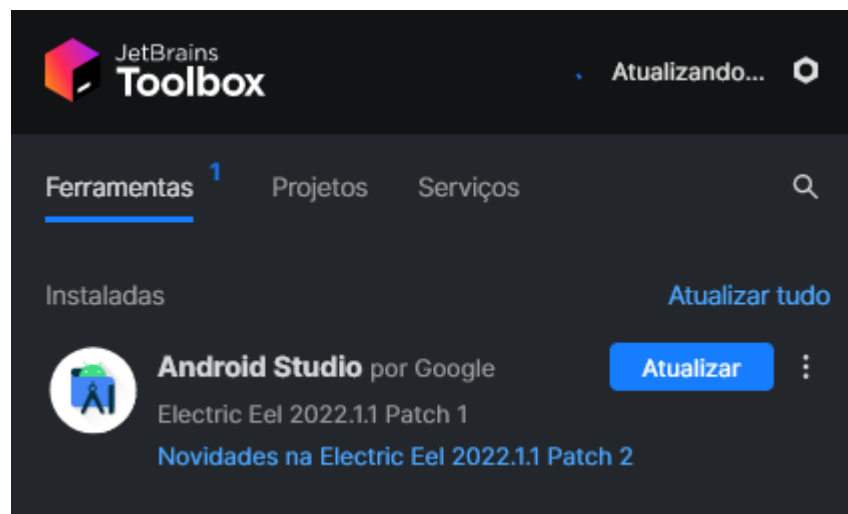 JetBrains
Toolbox
Atualizando...
Ferramentas 1 Projetos Serviços
Instaladas Atualizar tudo
Android Studio por Google Atualizar
Electric Eel 2022.1.1 Patch 1
Novidades na Electric Eel 2022.1.1 Patch 2